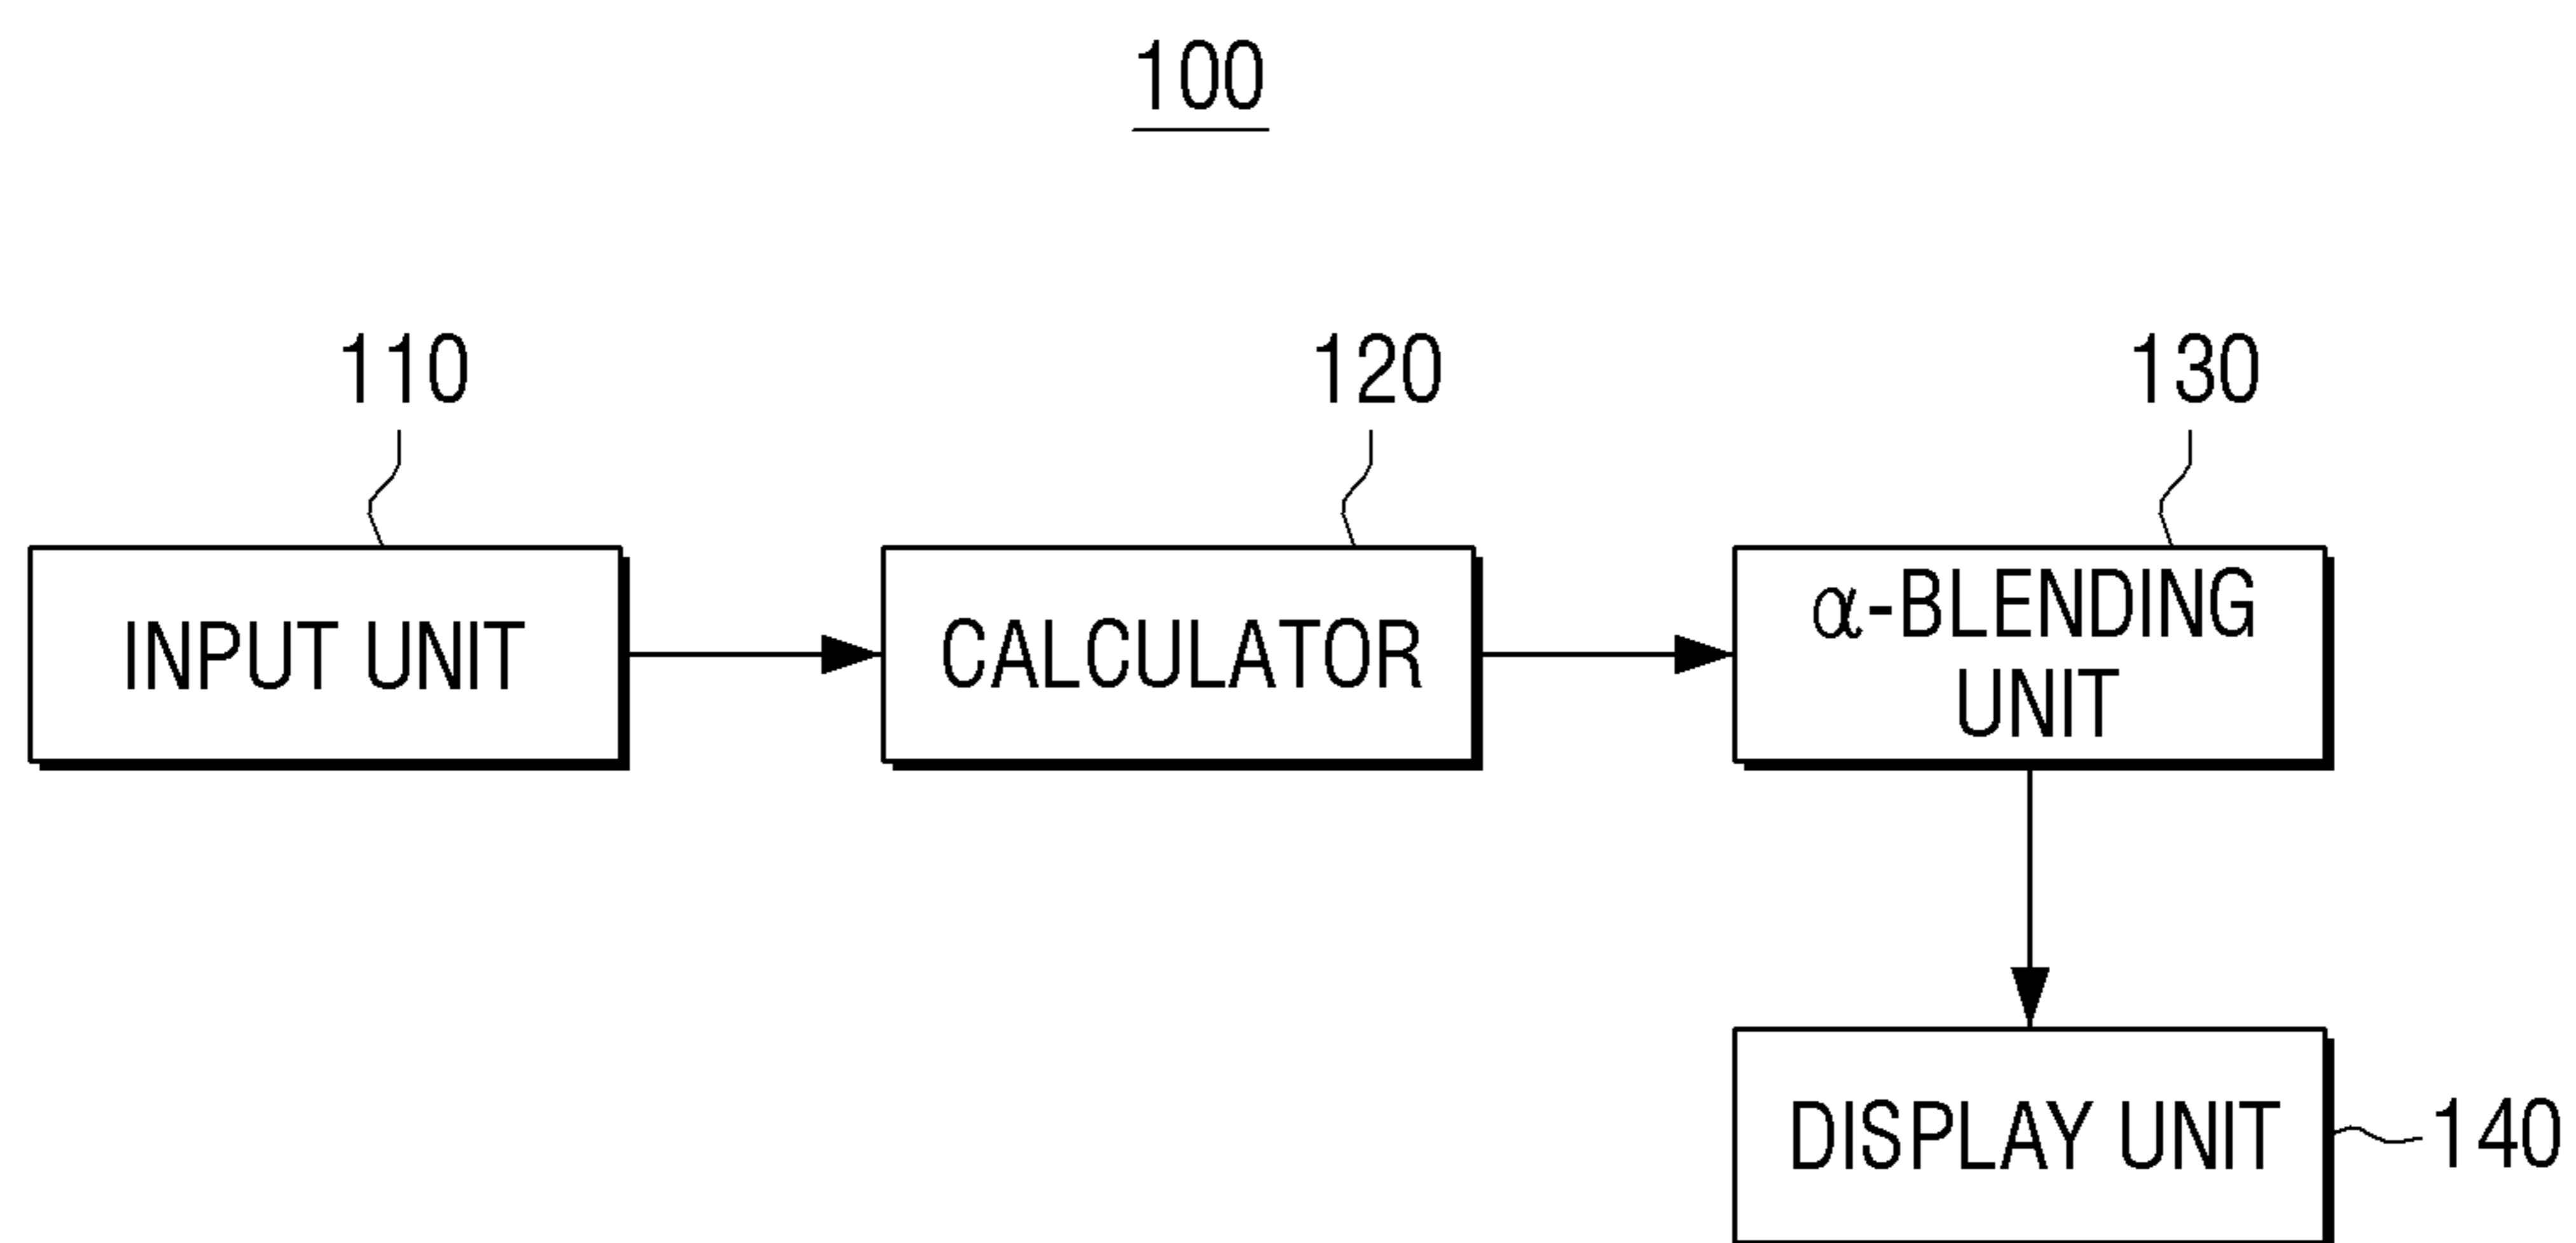 100
110
120
130
INPUT UNIT
CALCULATOR
α-BLENDING
UNIT
DISPLAY UNIT
140